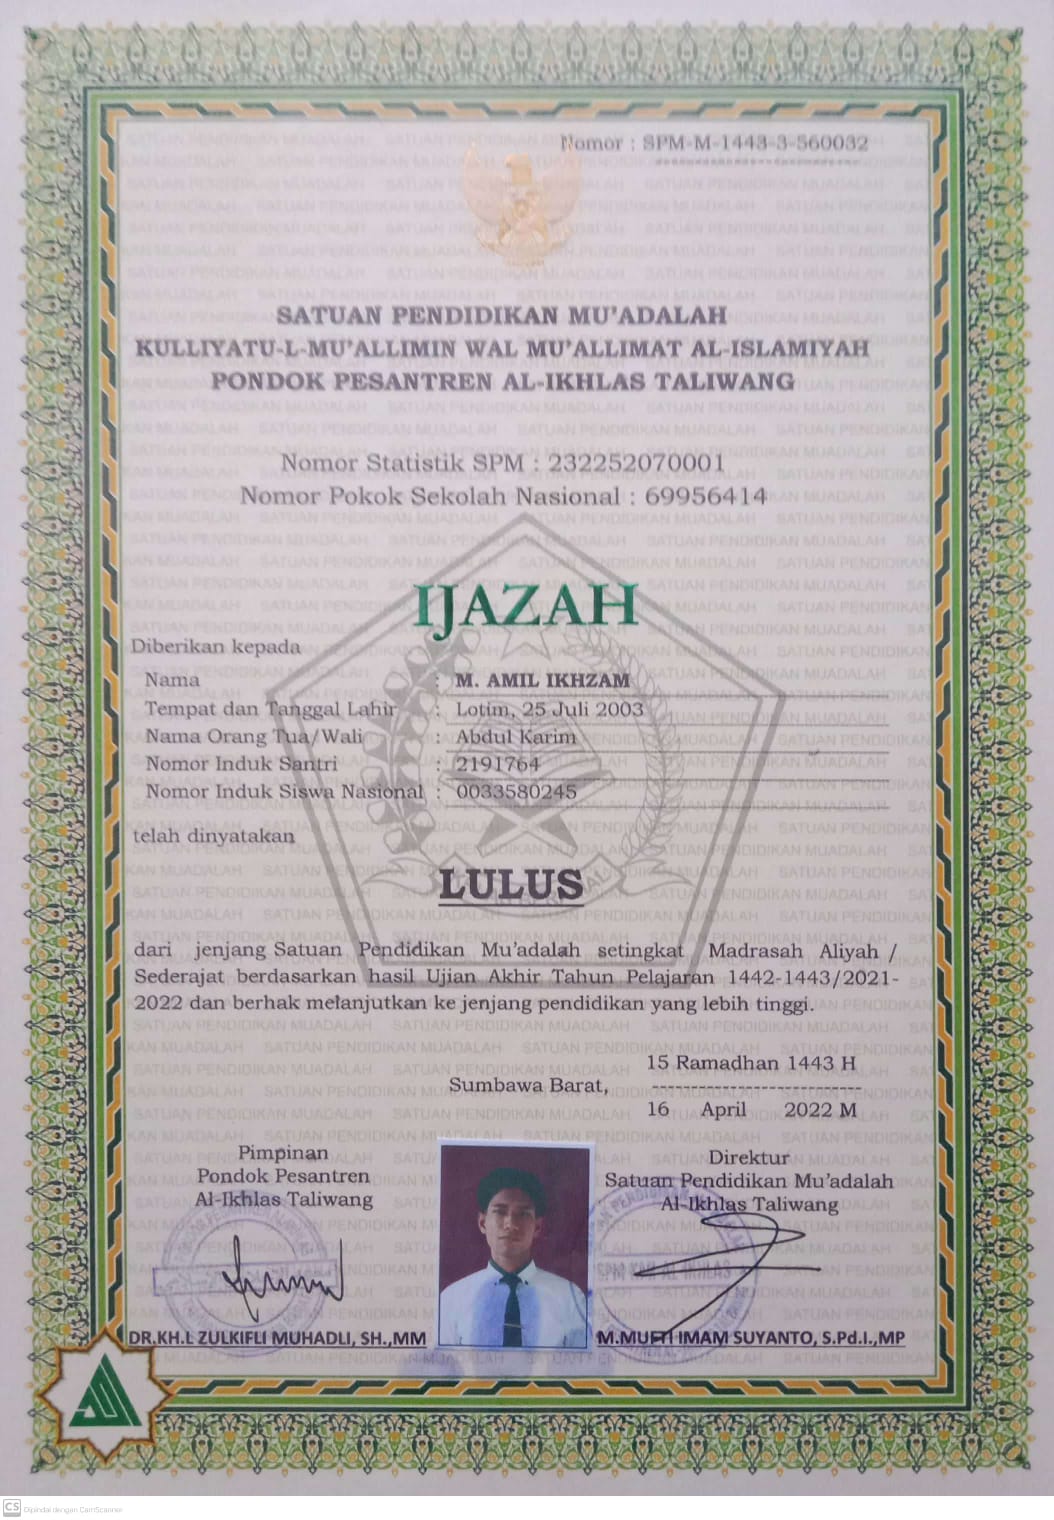 Nomor : SPM-M-1443-3-560032
SATUAN PENDIDIKAN MU'ADALAH
KULLIYATU-L-MU'ALLIMIN WAL MU'ALLIMAT AL-ISLAMIYAH
PONDOK PESANTREN AL-IKHLAS TALIWANG
Nomor Statistik SPM : 232252070001
Nomor Pokok Sekolah Nasional : 69956414
IJAZAH
Diberikan kepada
Nama : M. AMIL IKHZAM
Tempat dan Tanggal Lahir : Lotim, 25 Juli 2003
Nama Orang Tua/Wali : Abdul Karim
Nomor Induk Santri : 2191764
Nomor Induk Siswa Nasional : 0033580245
telah dinyatakan
LULUS
dari jenjang Satuan Pendidikan Mu'adalah setingkat Madrasah Aliyah /
Sederajat berdasarkan hasil Ujian Akhir Tahun Pelajaran 1442-1443/2021-
2022 dan berhak melanjutkan ke jenjang pendidikan yang lebih tinggi.
15 Ramadhan 1443 H
Sumbawa Barat,
16 April 2022 M
Pimpinan
Pondok Pesantren
Al-Ikhlas Taliwang
Direktur
Satuan Pendidikan Mu'adalah
Al-Ikhlas Taliwang
DR.KH.L ZULKIFLI MUHADLI, SH.,MM
M.MUFTI IMAM SUYANTO, S.Pd.I.,MP
CS Dipindai dengan CamScanner